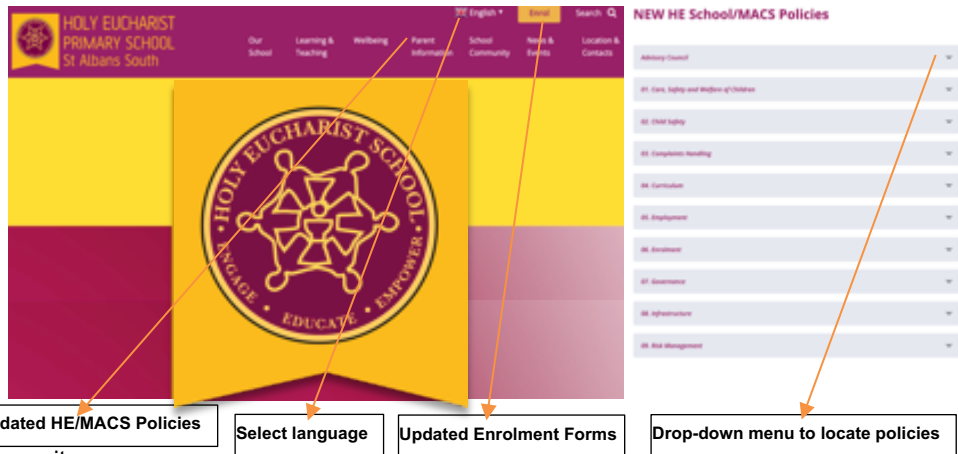 HOLY EUCHARIST
PRIMARY SCHOOL
St Albans South
English
Enrol
Search
Our
School
Learning &
Teaching
Wellbeing
Parent
Information
School
Community
News &
Events
Location &
Contacts
HOLY EUCHARIST SCHOOL
ENGAGE • EDUCATE • EMPOWER
NEW HE School/MACS Policies
Advisory Council
01. Care, Safety and Welfare of Children
02. Child Safety
03. Complaints Handling
04. Curriculum
05. Employment
06. Enrolment
07. Governance
08. Infrastructure
09. Risk Management
dated HE/MACS Policies
Select language
Updated Enrolment Forms
Drop-down menu to locate policies